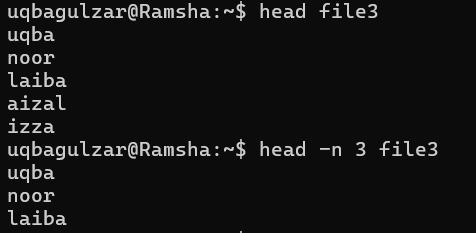 uqbagulzar@Ramsha:~$ head file3
uqba
noor
laiba
aizal
izza
uqbagulzar@Ramsha:~$ head -n 3 file3
uqba
noor
laiba